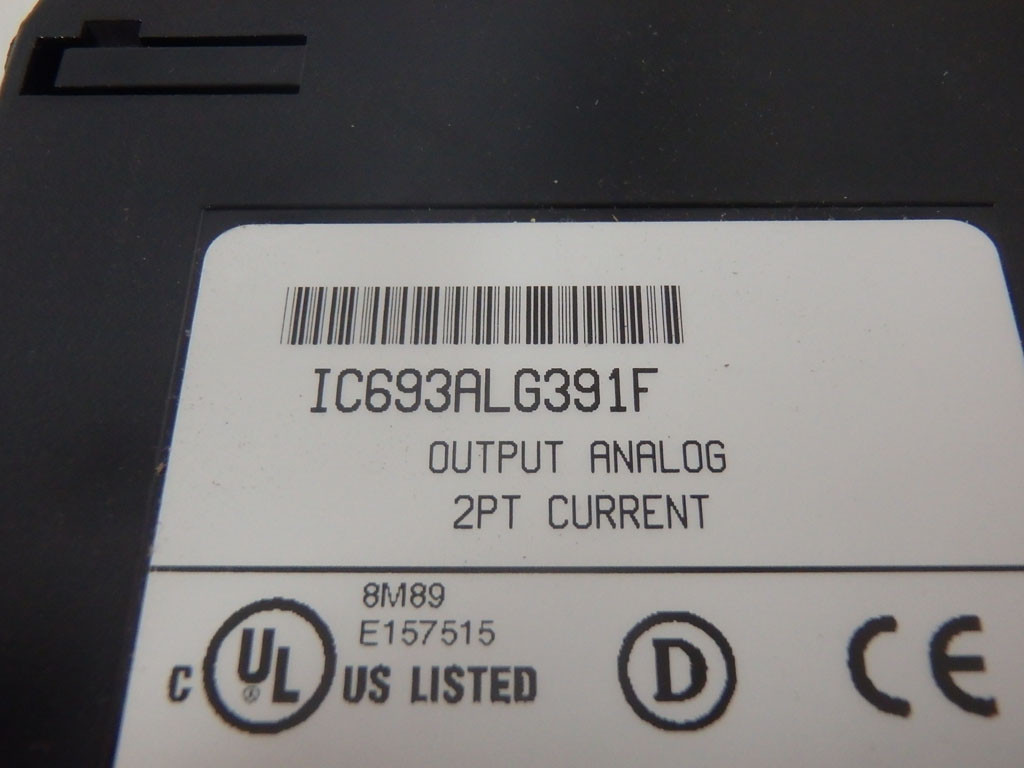 IC693ALG391F
OUTPUT ANALOG
2PT CURRENT
8M89
E157515
C UL US LISTED
D
CE